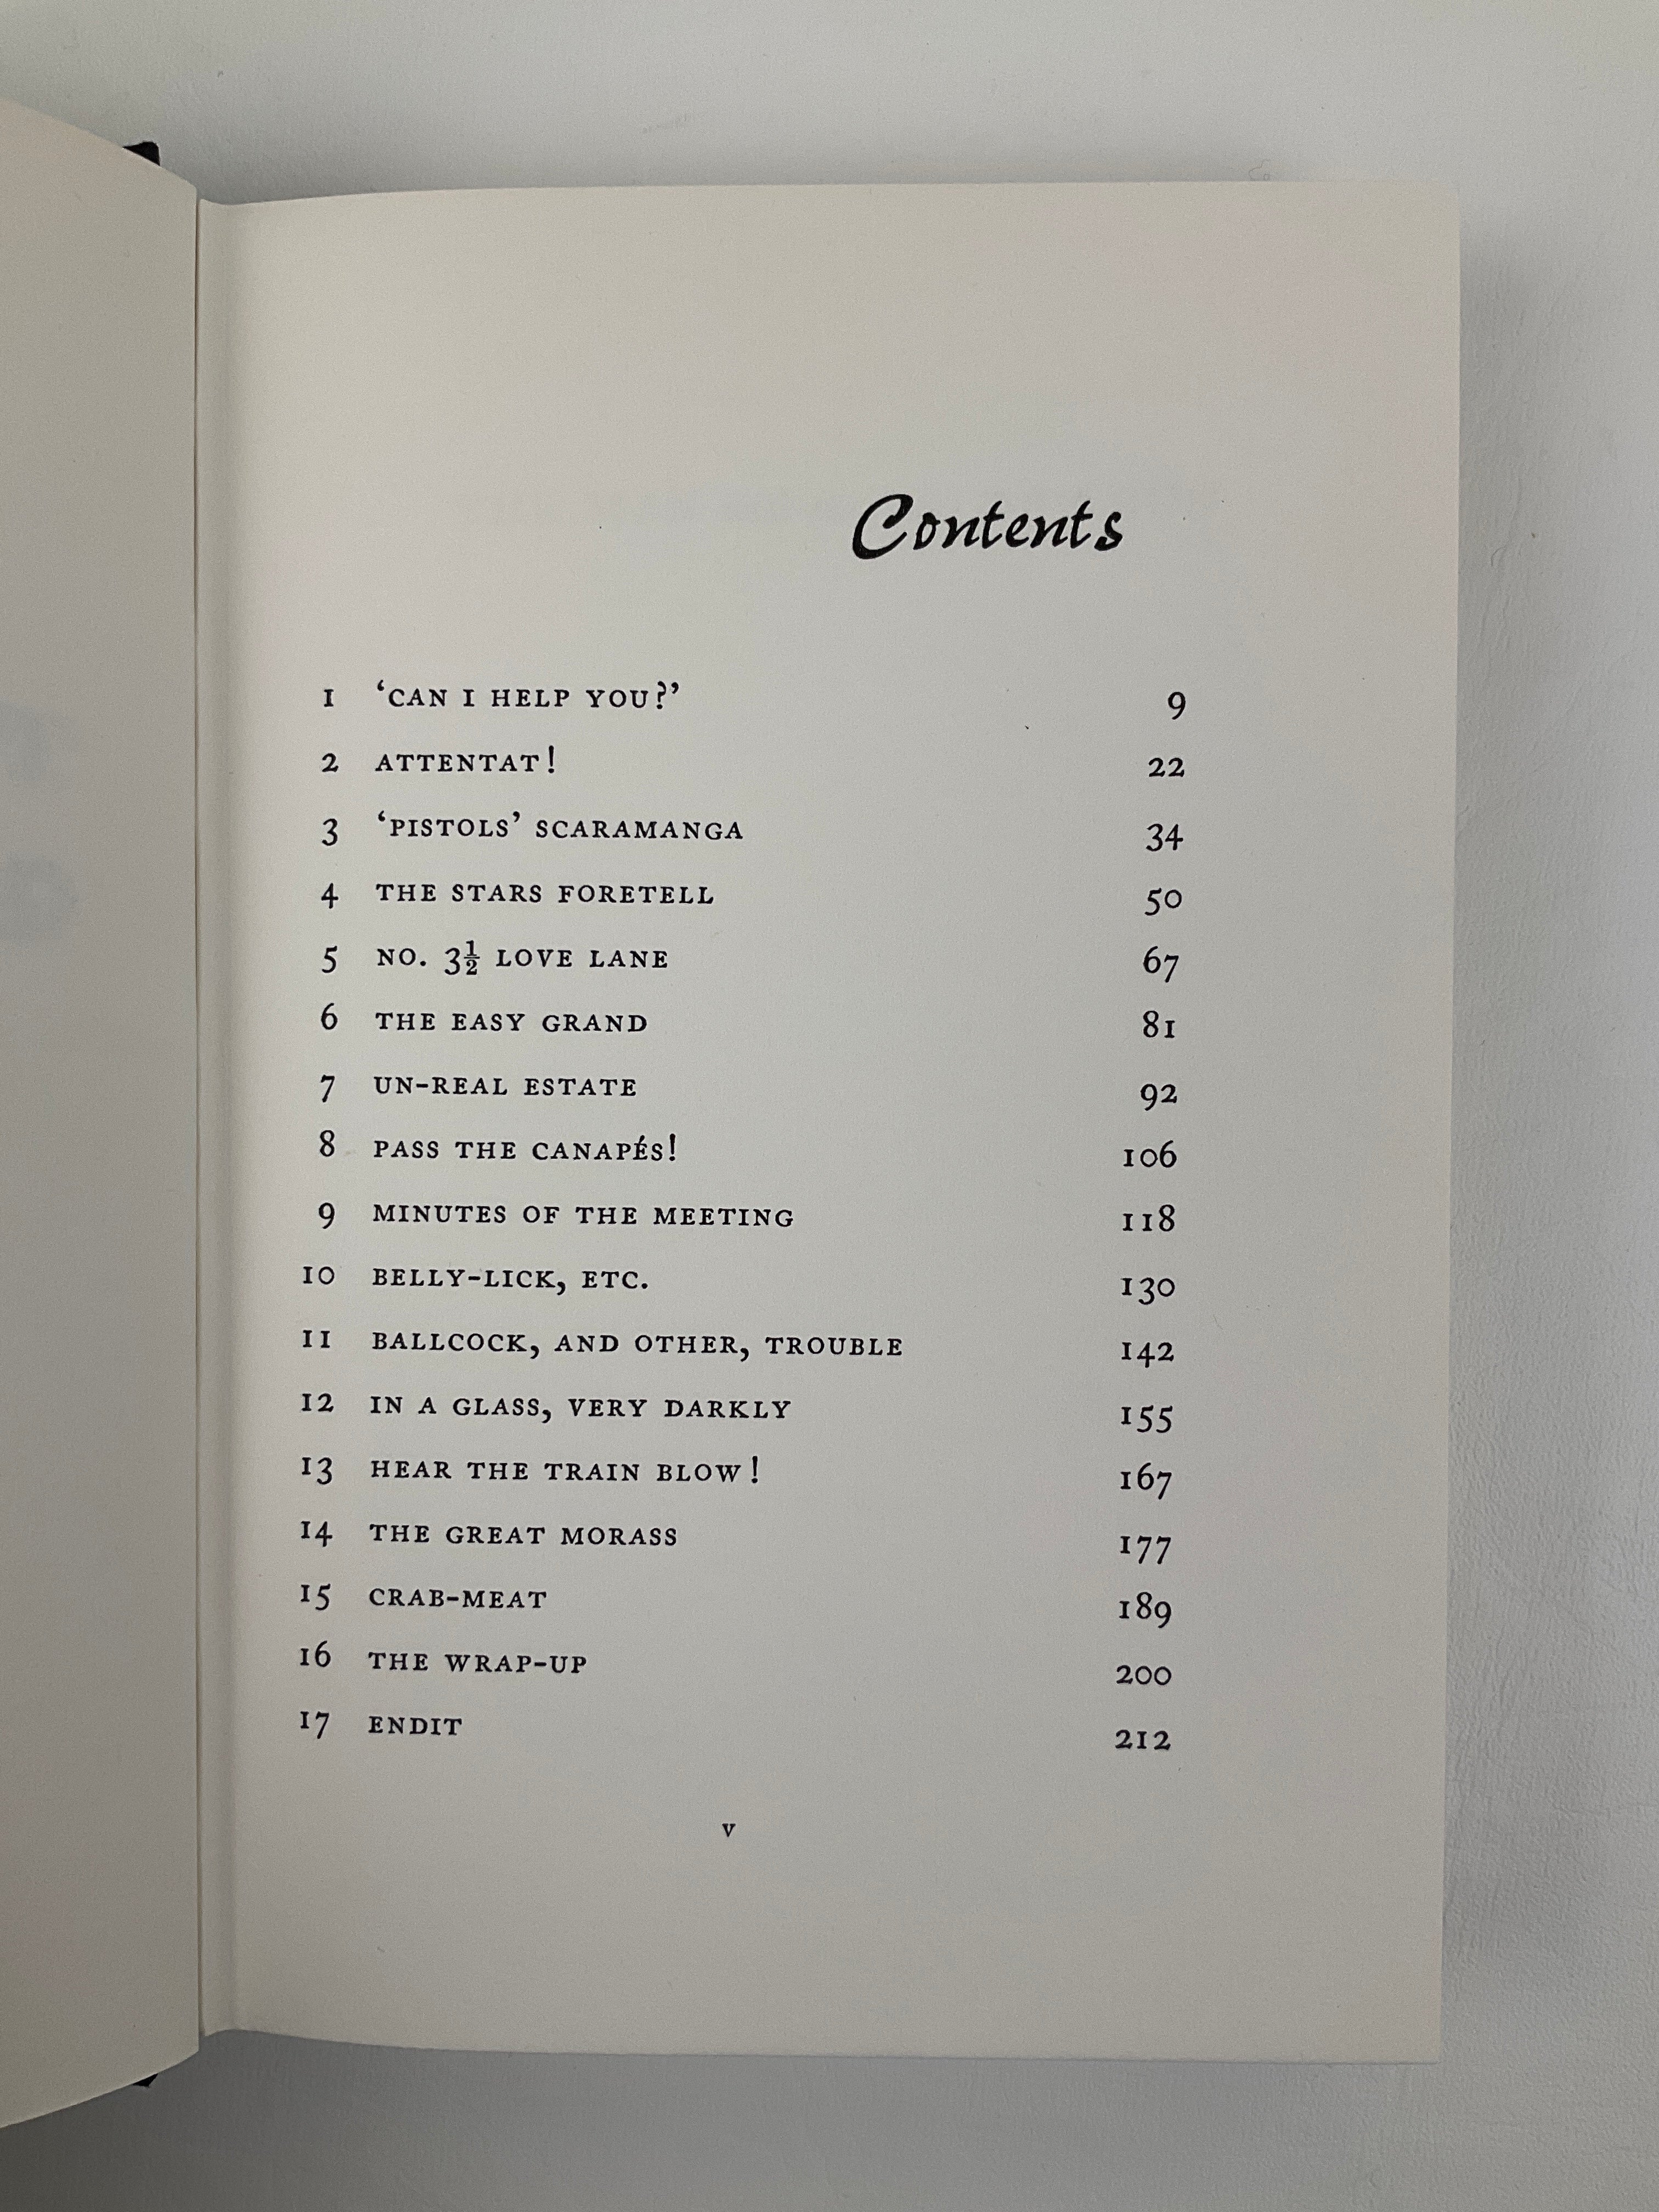 Contents
1 ‘CAN I HELP YOU?’ 9
2 ATTENTAT! 22
3 ‘PISTOLS’ SCARAMANGA 34
4 THE STARS FORETELL 50
5 NO. 3½ LOVE LANE 67
6 THE EASY GRAND 81
7 UN-REAL ESTATE 92
8 PASS THE CANAPÉS! 106
9 MINUTES OF THE MEETING 118
10 BELLY-LICK, ETC. 130
11 BALLCOCK, AND OTHER, TROUBLE 142
12 IN A GLASS, VERY DARKLY 155
13 HEAR THE TRAIN BLOW! 167
14 THE GREAT MORASS 177
15 CRAB-MEAT 189
16 THE WRAP-UP 200
17 ENDIT 212
v